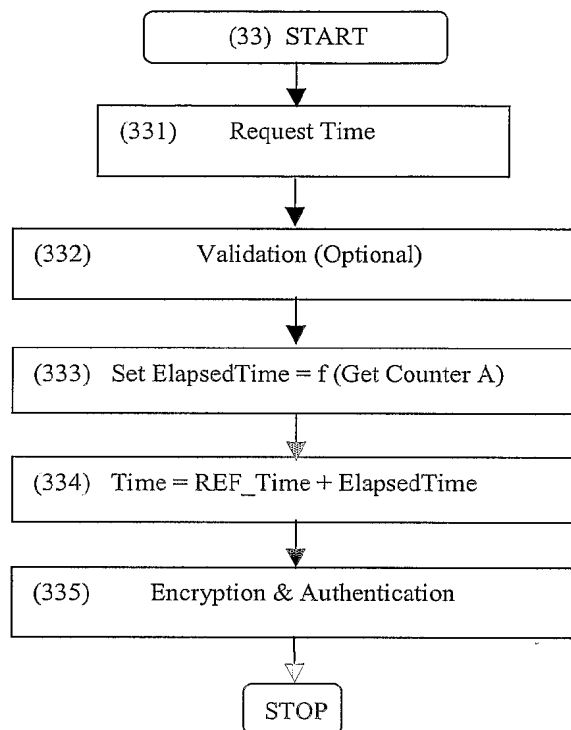 (33) START
(331) Request Time
(332) Validation (Optional)
(333) Set ElapsedTime = f (Get Counter A)
(334) Time = REF_Time + ElapsedTime
(335) Encryption & Authentication
STOP